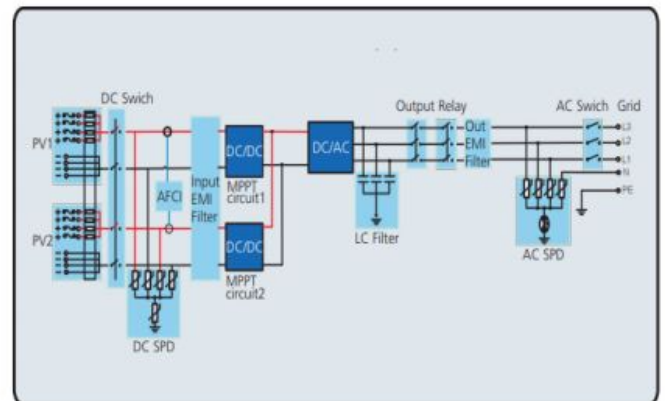 DC Swich
Output Relay
AC Swich
Grid
PV1
AFCI
Input
EMI
Filter
DC/DC
MPPT
circuit1
DC/AC
Out
EMI
Filter
L3
L2
L1
N
PE
PV2
DC/DC
MPPT
circuit2
LC Filter
AC SPD
DC SPD